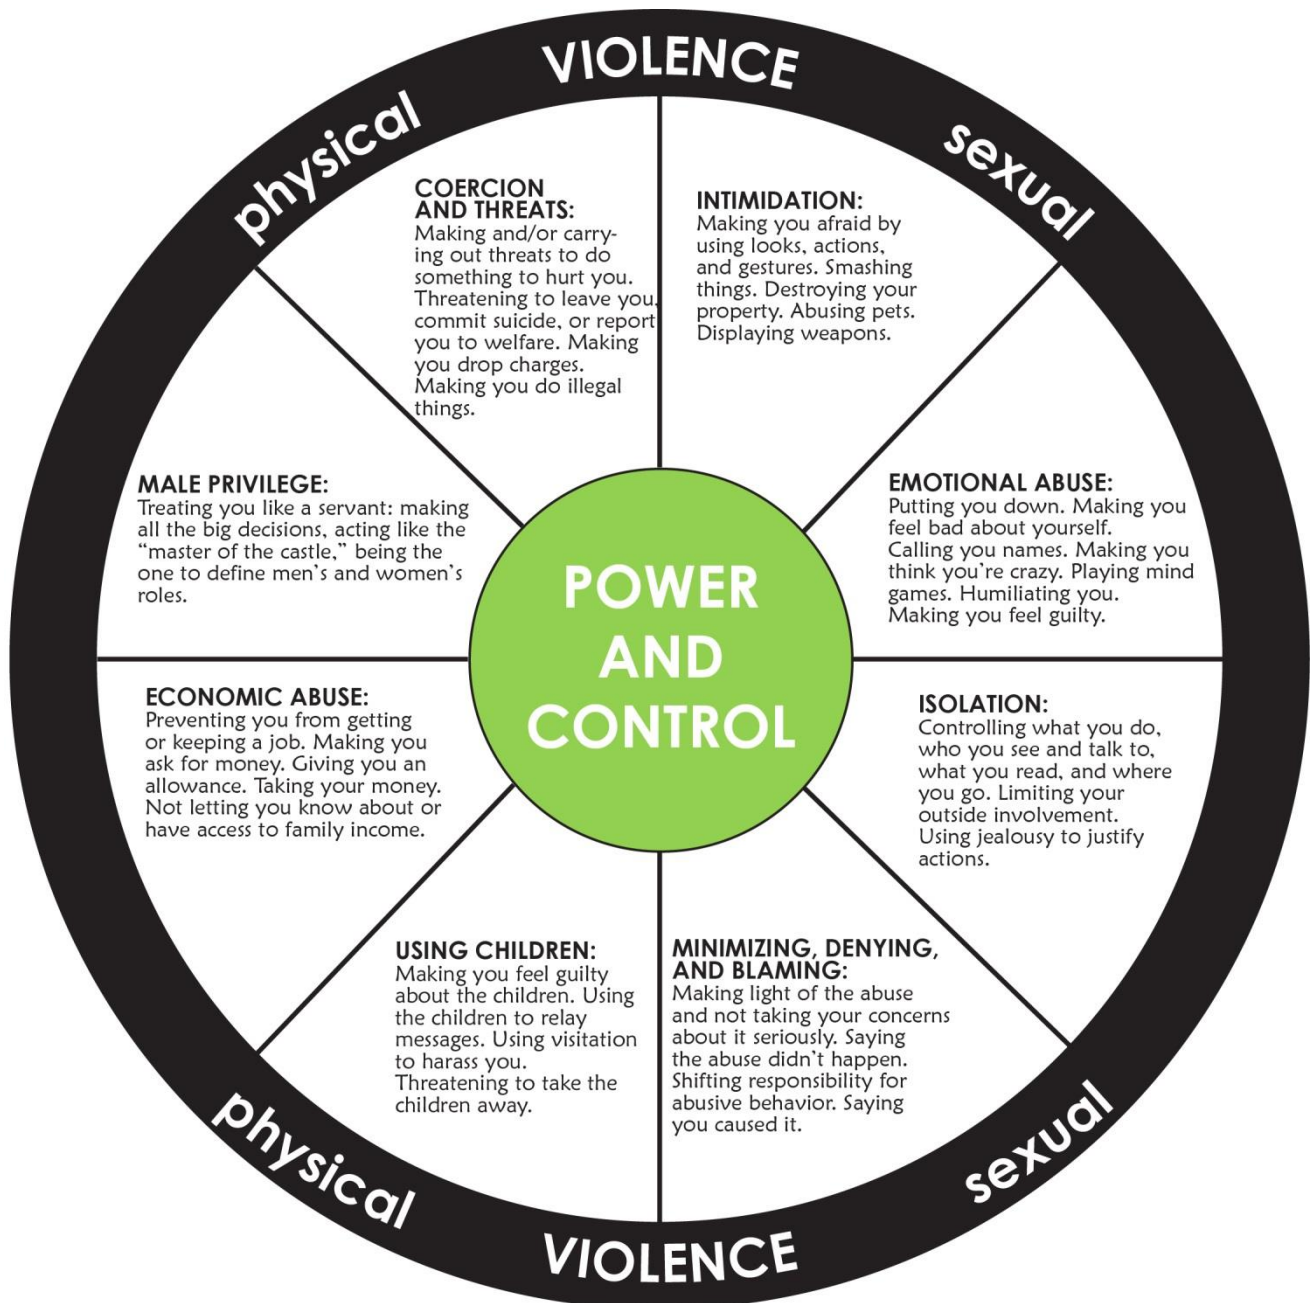 VIOLENCE
physical
sexual
COERCION
AND THREATS:
Making and/or carry-
ing out threats to do
something to hurt you.
Threatening to leave you,
commit suicide, or report
you to welfare. Making
you drop charges.
Making you do illegal
things.
INTIMIDATION:
Making you afraid by
using looks, actions,
and gestures. Smashing
things. Destroying your
property. Abusing pets.
Displaying weapons.
MALE PRIVILEGE:
Treating you like a servant: making
all the big decisions, acting like the
“master of the castle,” being the
one to define men’s and women’s
roles.
EMOTIONAL ABUSE:
Putting you down. Making you
feel bad about yourself.
Calling you names. Making you
think you’re crazy. Playing mind
games. Humiliating you.
Making you feel guilty.
POWER
AND
CONTROL
ECONOMIC ABUSE:
Preventing you from getting
or keeping a job. Making you
ask for money. Giving you an
allowance. Taking your money.
Not letting you know about or
have access to family income.
ISOLATION:
Controlling what you do,
who you see and talk to,
what you read, and where
you go. Limiting your
outside involvement.
Using jealousy to justify
actions.
USING CHILDREN:
Making you feel guilty
about the children. Using
the children to relay
messages. Using visitation
to harass you.
Threatening to take the
children away.
MINIMIZING, DENYING,
AND BLAMING:
Making light of the abuse
and not taking your concerns
about it seriously. Saying
the abuse didn’t happen.
Shifting responsibility for
abusive behavior. Saying
you caused it.
physical
sexual
VIOLENCE